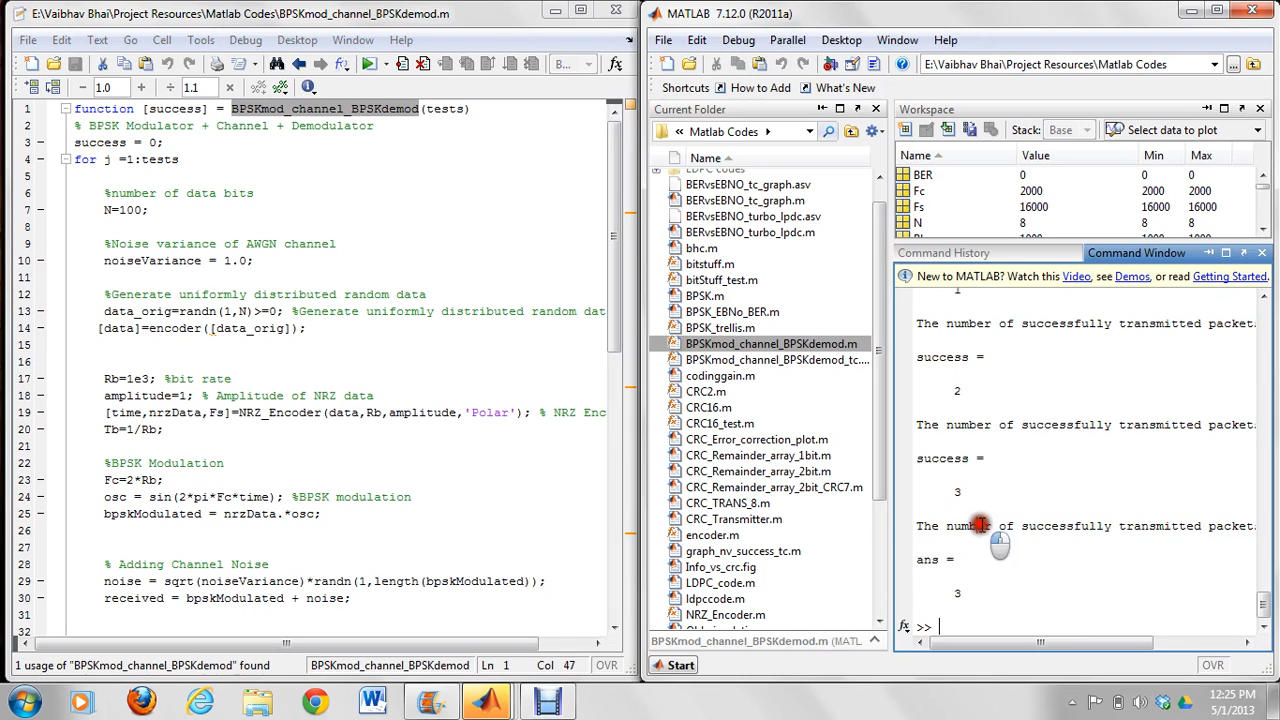 E:\Vaibhav Bhai\Project Resources\Matlab Codes\BPSKmod_channel_BPSKdemod.m
File Edit Text Go Cell Tools Debug Desktop Window Help
B...
1.0
1.1
1 function [success] = BPSKmod_channel_BPSKdemod(tests)
2 % BPSK Modulator + Channel + Demodulator
3 success = 0;
4 for j =1:tests
5
6 %number of data bits
7 N=100;
8
9 %Noise variance of AWGN channel
10 noiseVariance = 1.0;
11
12 %Generate uniformly distributed random data
13 data_orig=randn(1,N)>=0; %Generate uniformly distributed random dat
14 [data]=encoder([data_orig]);
15
16
17 Rb=1e3; %bit rate
18 amplitude=1; % Amplitude of NRZ data
19 [time,nrzData,Fs]=NRZ_Encoder(data,Rb,amplitude,'Polar'); % NRZ Enc
20 Tb=1/Rb;
21
22 %BPSK Modulation
23 Fc=2*Rb;
24 osc = sin(2*pi*Fc*time); %BPSK modulation
25 bpskModulated = nrzData.*osc;
26
27
28 % Adding Channel Noise
29 noise = sqrt(noiseVariance)*randn(1,length(bpskModulated));
30 received = bpskModulated + noise;
31
32
1 usage of "BPSKmod_channel_BPSKdemod" found
BPSKmod_channel_BPSKdemod
Ln 1 Col 47 OVR
MATLAB 7.12.0 (R2011a)
File Edit Debug Parallel Desktop Window Help
E:\Vaibhav Bhai\Project Resources\Matlab Codes
Shortcuts How to Add What's New
Current Folder
« Matlab Codes
Name
LDPC codes
BERvsEBNO_tc_graph.asv
BERvsEBNO_tc_graph.m
BERvsEBNO_turbo_lpdc.asv
BERvsEBNO_turbo_lpdc.m
bhc.m
bitstuff.m
bitStuff_test.m
BPSK.m
BPSK_EBNo_BER.m
BPSK_trellis.m
BPSKmod_channel_BPSKdemod.m
BPSKmod_channel_BPSKdemod_tc....
codinggain.m
CRC2.m
CRC16.m
CRC16_test.m
CRC_Error_correction_plot.m
CRC_Remainder_array_1bit.m
CRC_Remainder_array_2bit.m
CRC_Remainder_array_2bit_CRC7.m
CRC_TRANS_8.m
CRC_Transmitter.m
encoder.m
graph_nv_success_tc.m
Info_vs_crc.fig
LDPC_code.m
ldpccode.m
NRZ_Encoder.m
BPSKmod_channel_BPSKdemod.m (MATL
Start
Workspace
Stack: Base Select data to plot
Name Value Min Max
BER 0 0 0
Fc 2000 2000 2000
Fs 16000 16000 16000
N 8 8 8
Command History
Command Window
New to MATLAB? Watch this Video, see Demos, or read Getting Started.
1
The number of successfully transmitted packet
success =
2
The number of successfully transmitted packet
success =
3
The number of successfully transmitted packet
ans =
3
fx >>
OVR
12:25 PM
5/1/2013